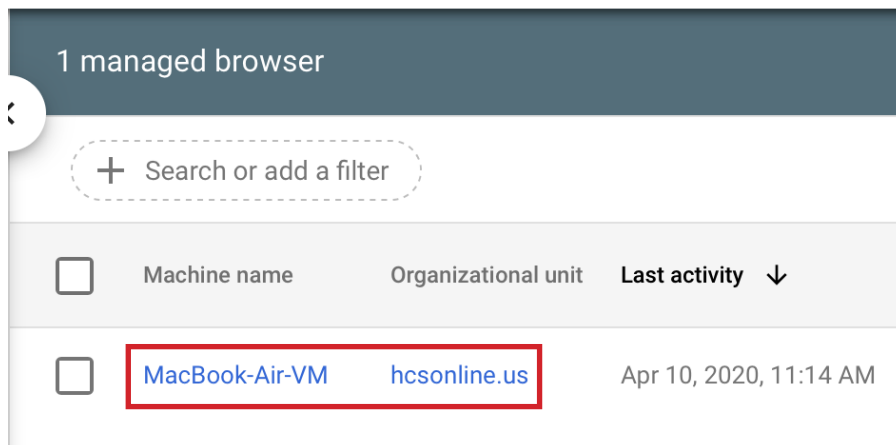 1 managed browser
Search or add a filter
Machine name Organizational unit Last activity
MacBook-Air-VM hcsonline.us Apr 10, 2020, 11:14 AM